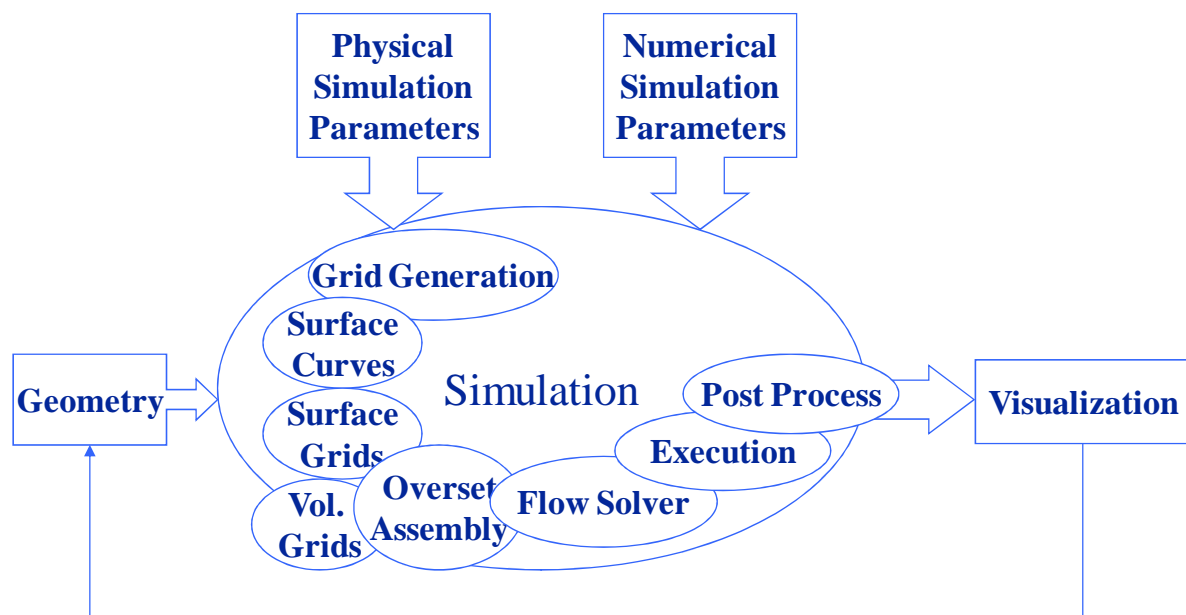 Physical
Simulation
Parameters
Numerical
Simulation
Parameters
Grid Generation
Surface
Curves
Geometry
Simulation
Surface
Grids
Vol.
Grids
Overset
Assembly
Flow Solver
Execution
Post Process
Visualization